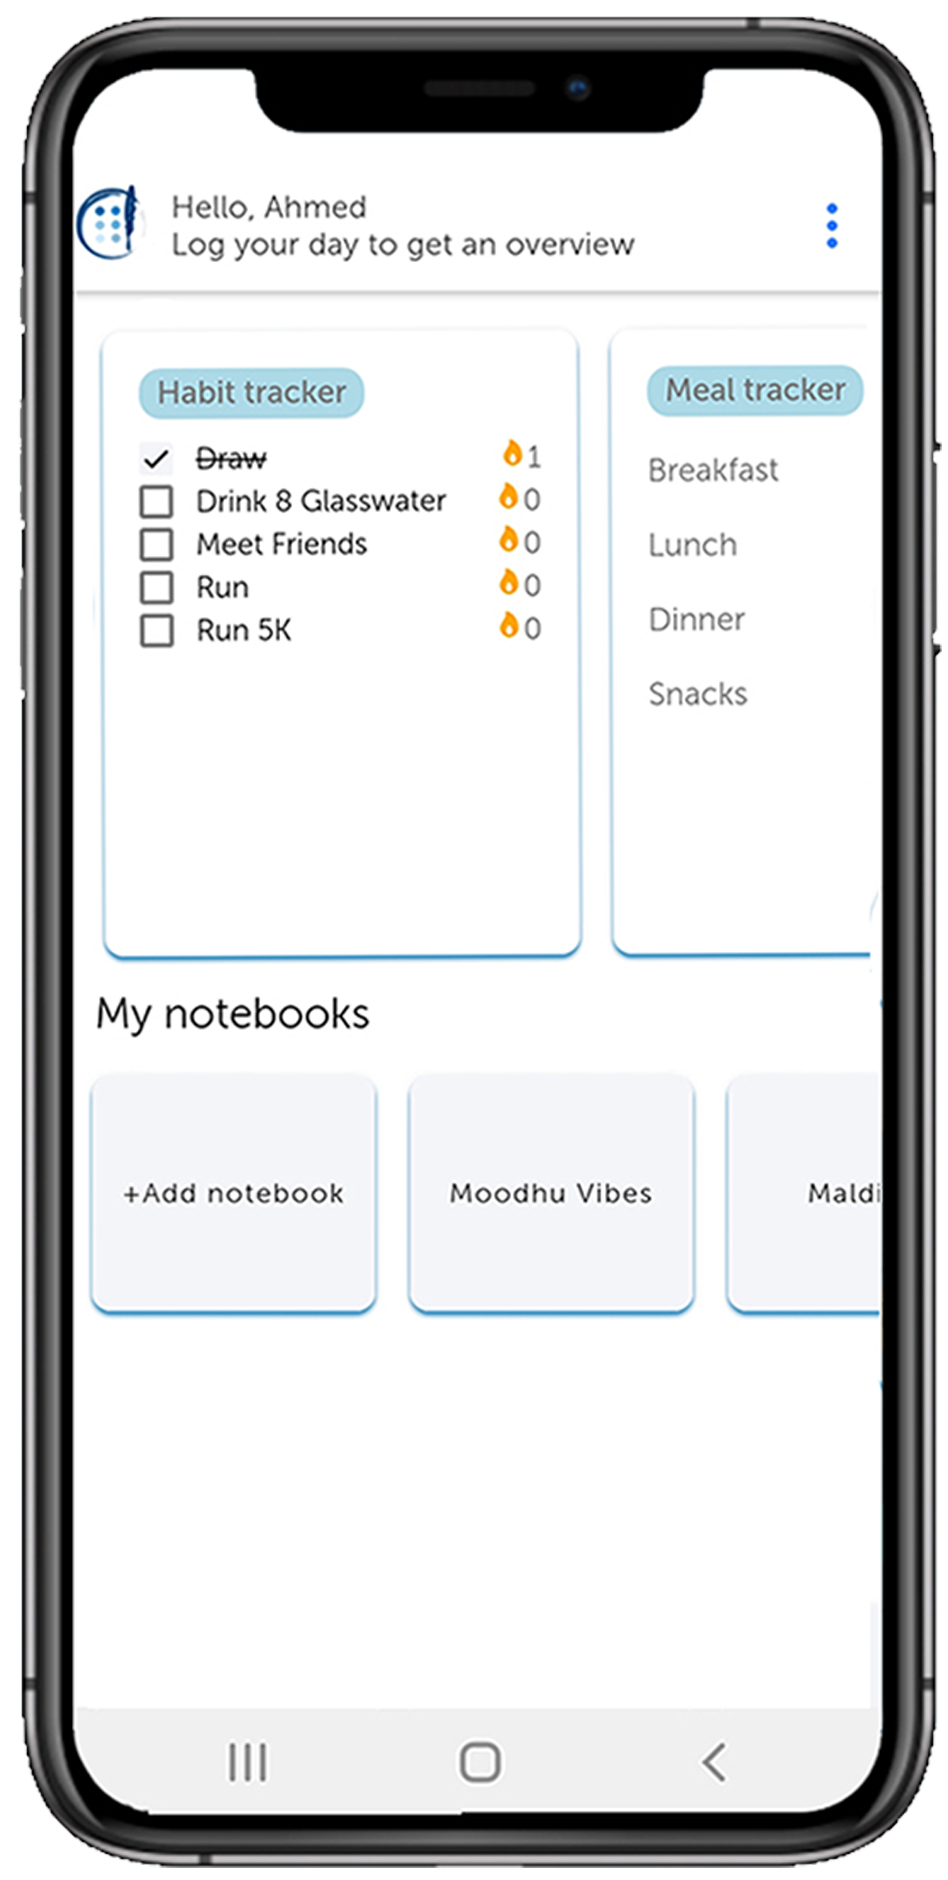 Hello, Ahmed
Log your day to get an overview
Habit tracker
Draw 1
Drink 8 Glasswater 0
Meet Friends 0
Run 0
Run 5K 0
Meal tracker
Breakfast
Lunch
Dinner
Snacks
My notebooks
+Add notebook
Moodhu Vibes
Maldi